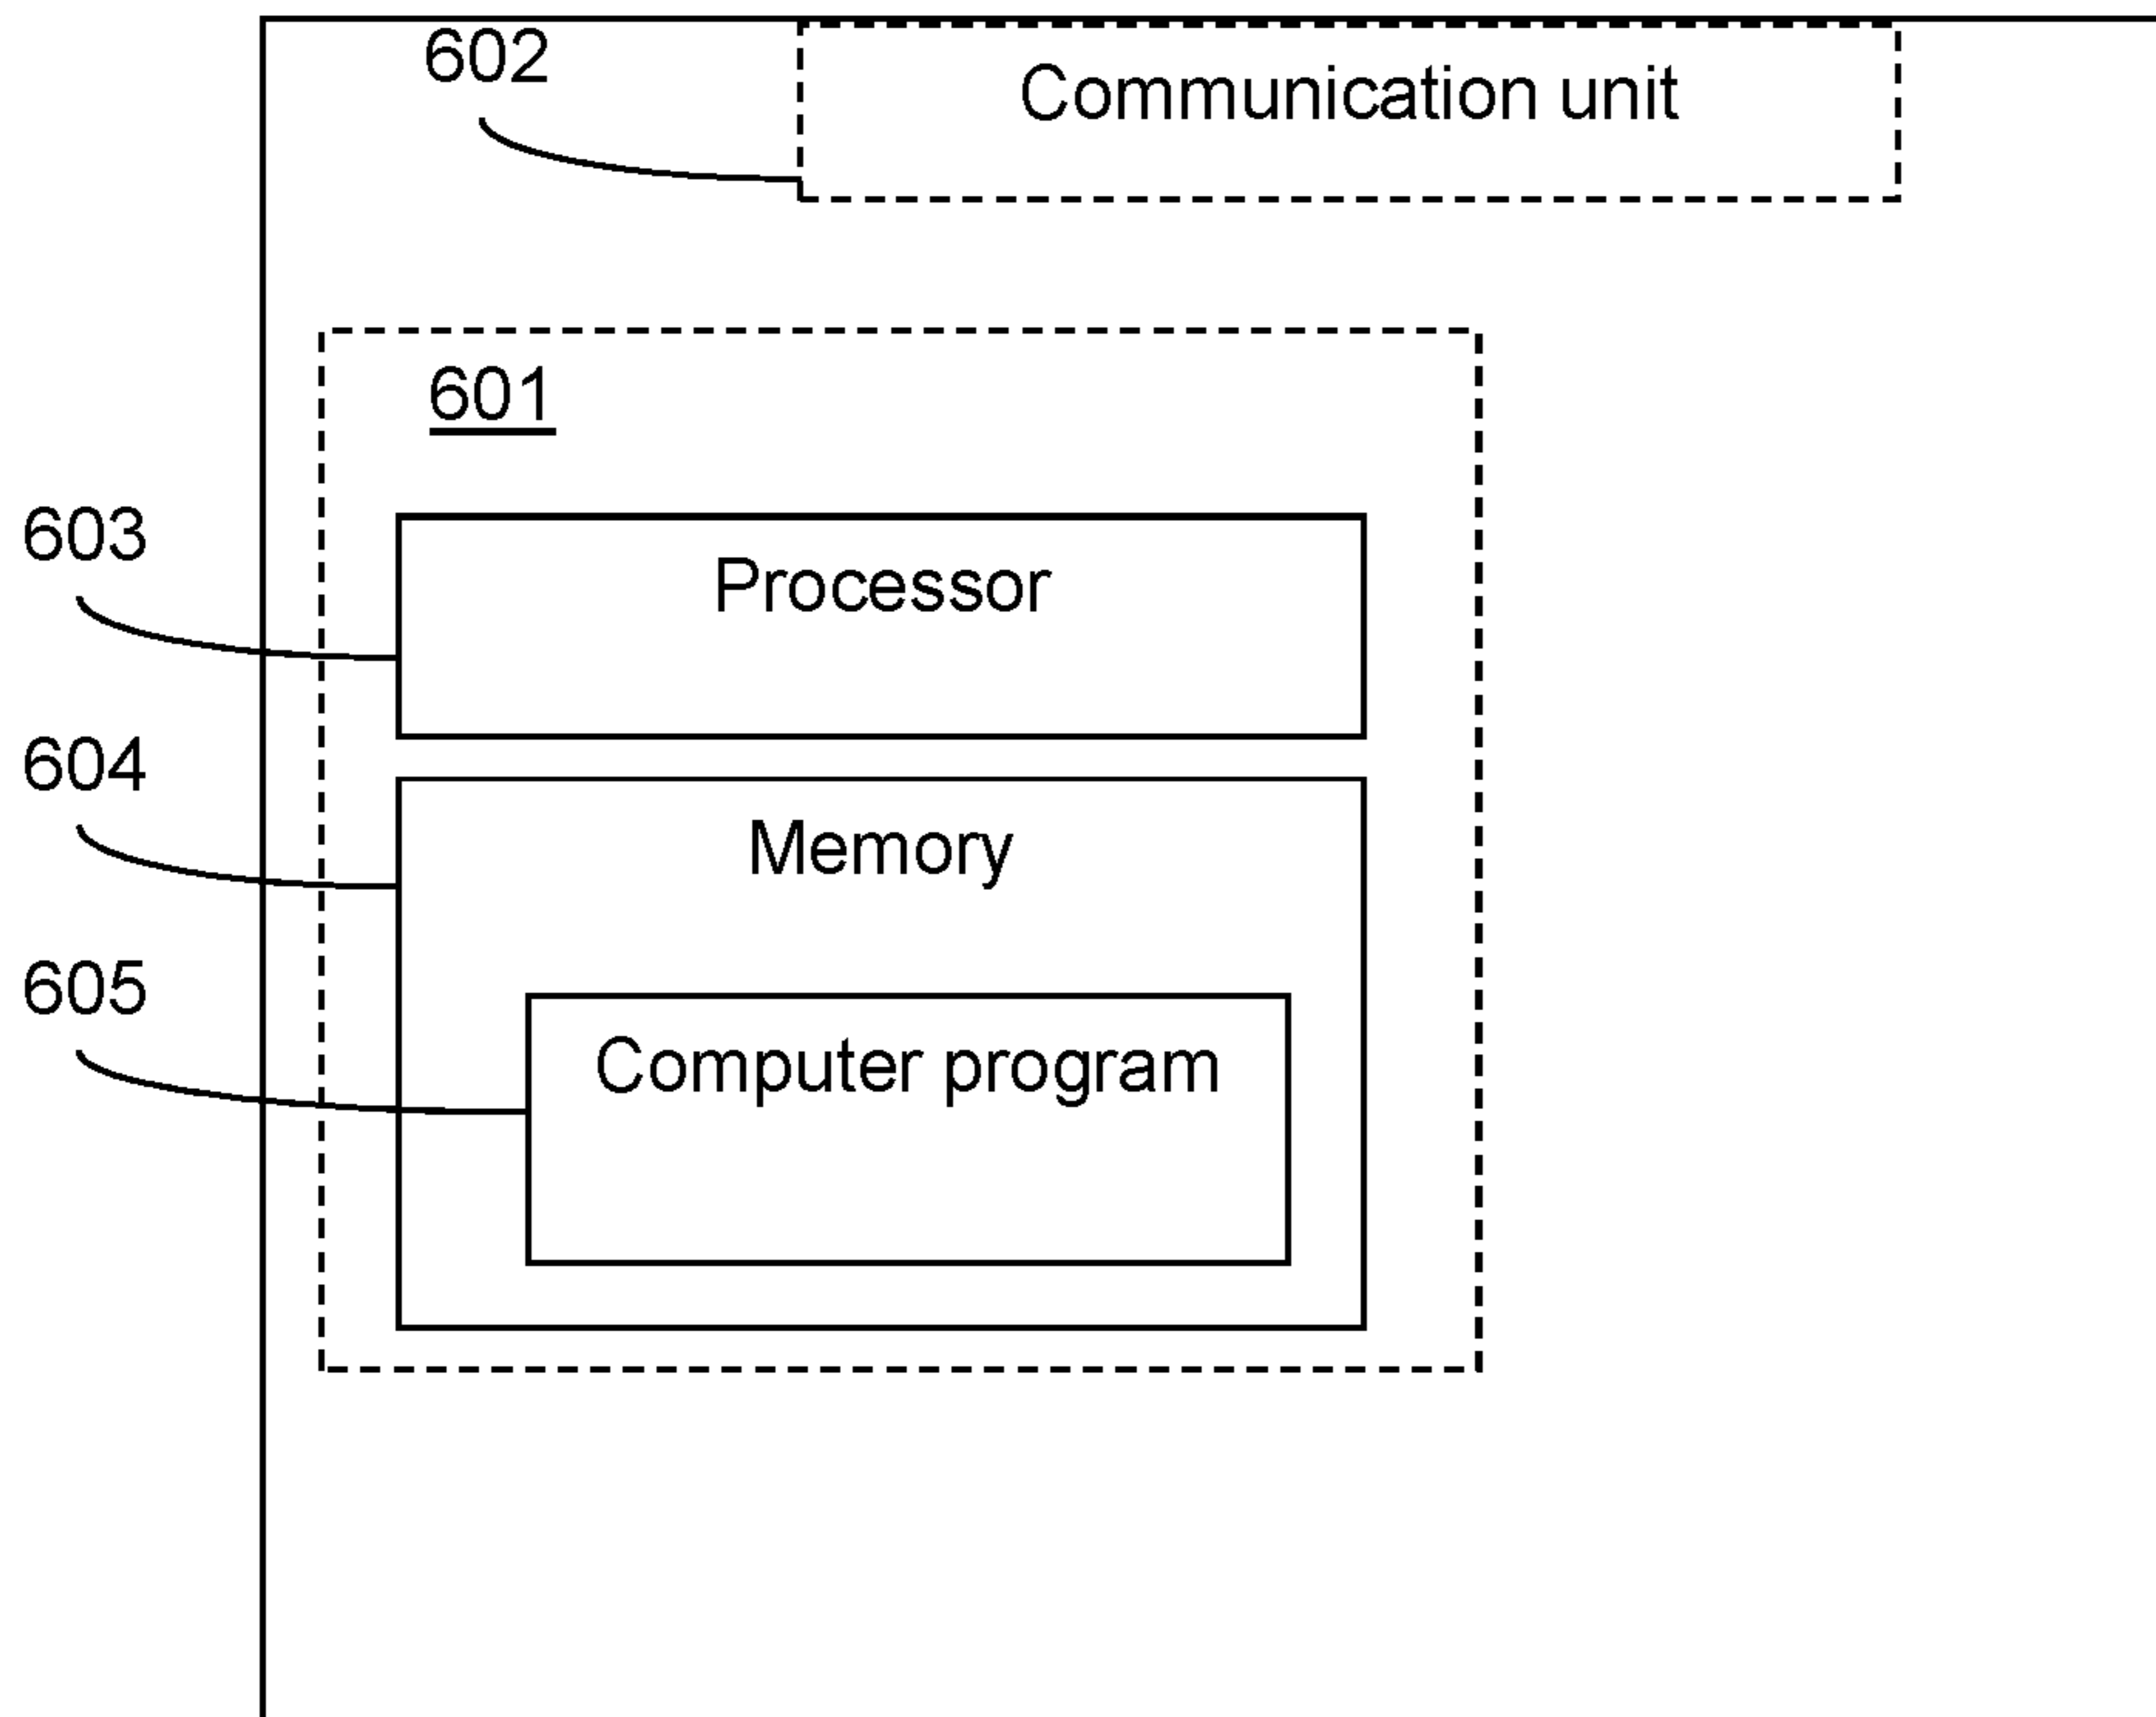 602
Communication unit
601
603
Processor
604
Memory
605
Computer program